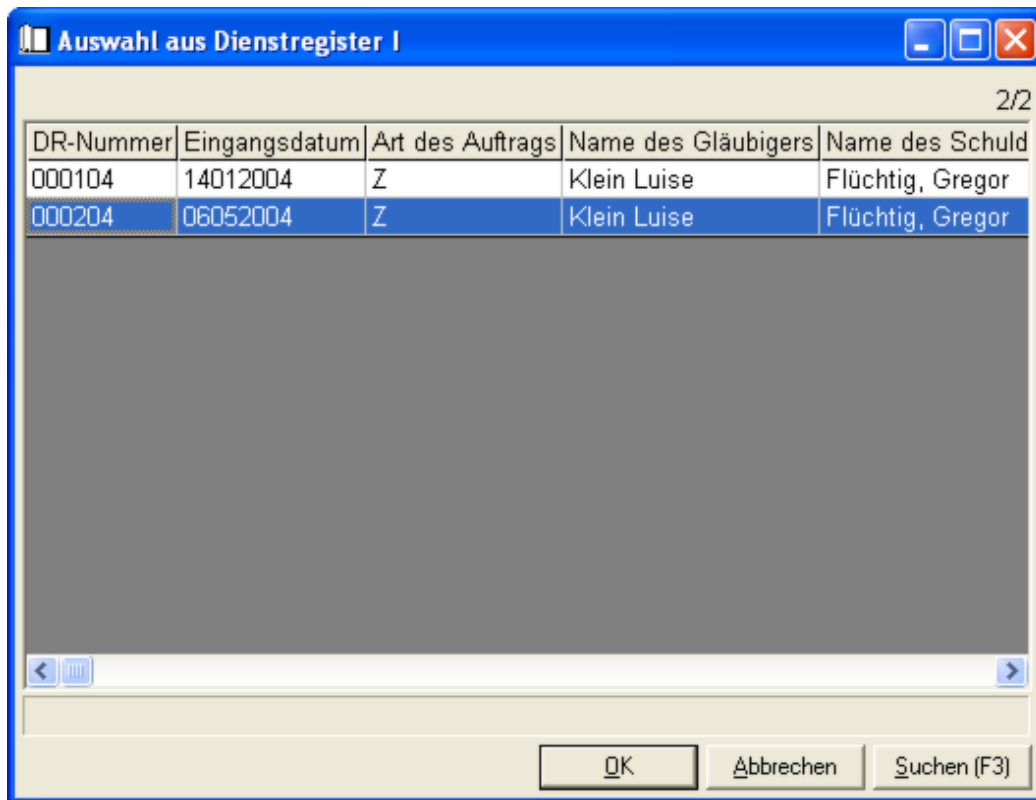 Auswahl aus Dienstregister I
2/2
DR-Nummer Eingangsdatum Art des Auftrags Name des Gläubigers Name des Schuld
000104 14012004 Z Klein Luise Flüchtig, Gregor
000204 06052004 Z Klein Luise Flüchtig, Gregor
OK Abbrechen Suchen (F3)